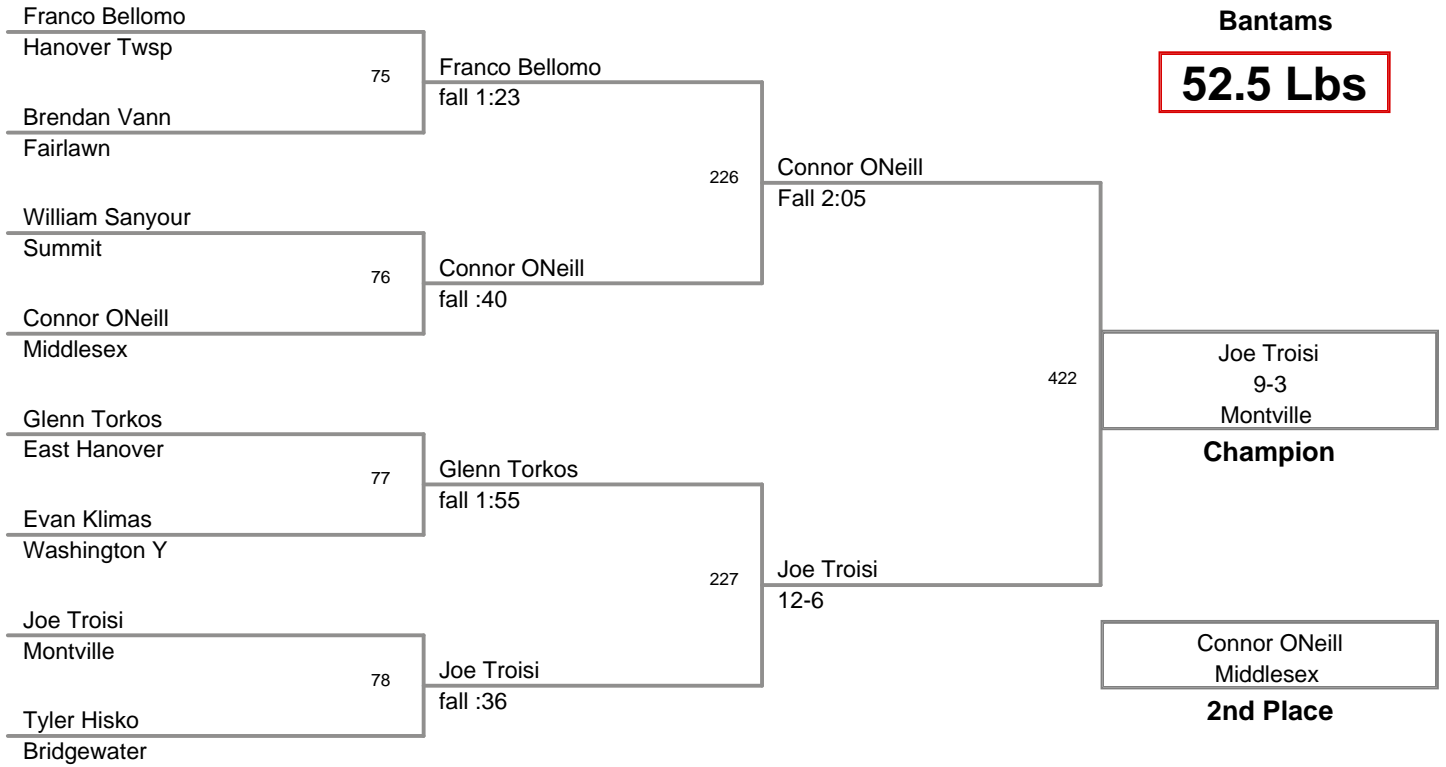 Franco Bellomo
Hanover Twsp
75
Brendan Vann
Fairlawn
William Sanyour
Summit
76
Connor ONeill
Middlesex
Glenn Torkos
East Hanover
77
Evan Klimas
Washington Y
Joe Troisi
Montville
78
Tyler Hisko
Bridgewater
Franco Bellomo
fall 1:23
226
Connor ONeill
fall :40
Glenn Torkos
fall 1:55
227
Joe Troisi
fall :36
Connor ONeill
Fall 2:05
422
Joe Troisi
12-6
Bantams
52.5 Lbs
Joe Troisi
9-3
Montville
Champion
Connor ONeill
Middlesex
2nd Place